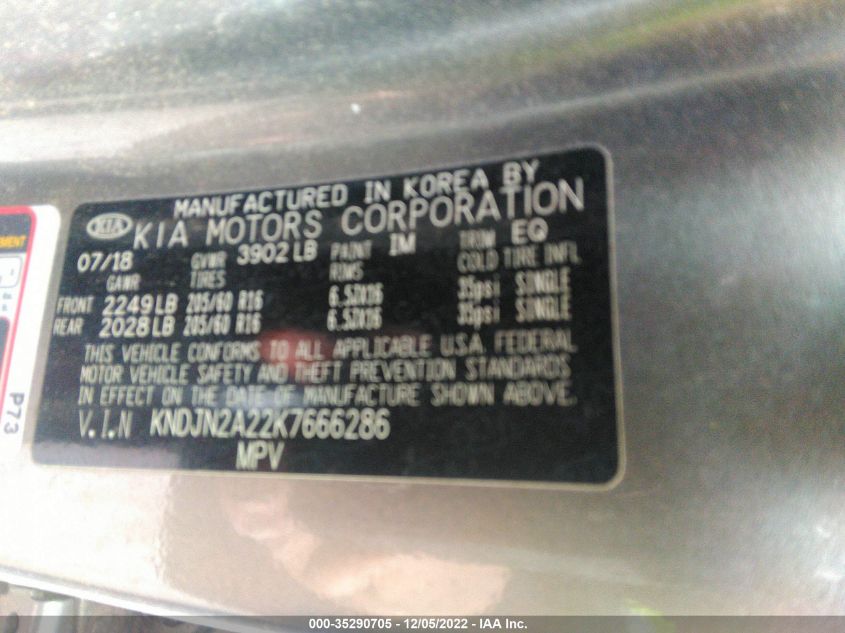 MANUFACTURED IN KOREA BY
KIA KIA MOTORS CORPORATION
07/18 GVWR 3902 LB PAINT IM TRIM EQ
GAWR TIRES RIMS COLD TIRE INFL
FRONT 2249 LB 205/60 R16 6.5JX16 35psi SINGLE
REAR 2028 LB 205/60 R16 6.5JX16 35psi SINGLE
THIS VEHICLE CONFORMS TO ALL APPLICABLE U.S.A. FEDERAL
MOTOR VEHICLE SAFETY AND THEFT PREVENTION STANDARDS
IN EFFECT ON THE DATE OF MANUFACTURE SHOWN ABOVE.
V.I.N KNDJN2A22K7666286
MPV
P73
000-35290705 - 12/05/2022 - IAA Inc.